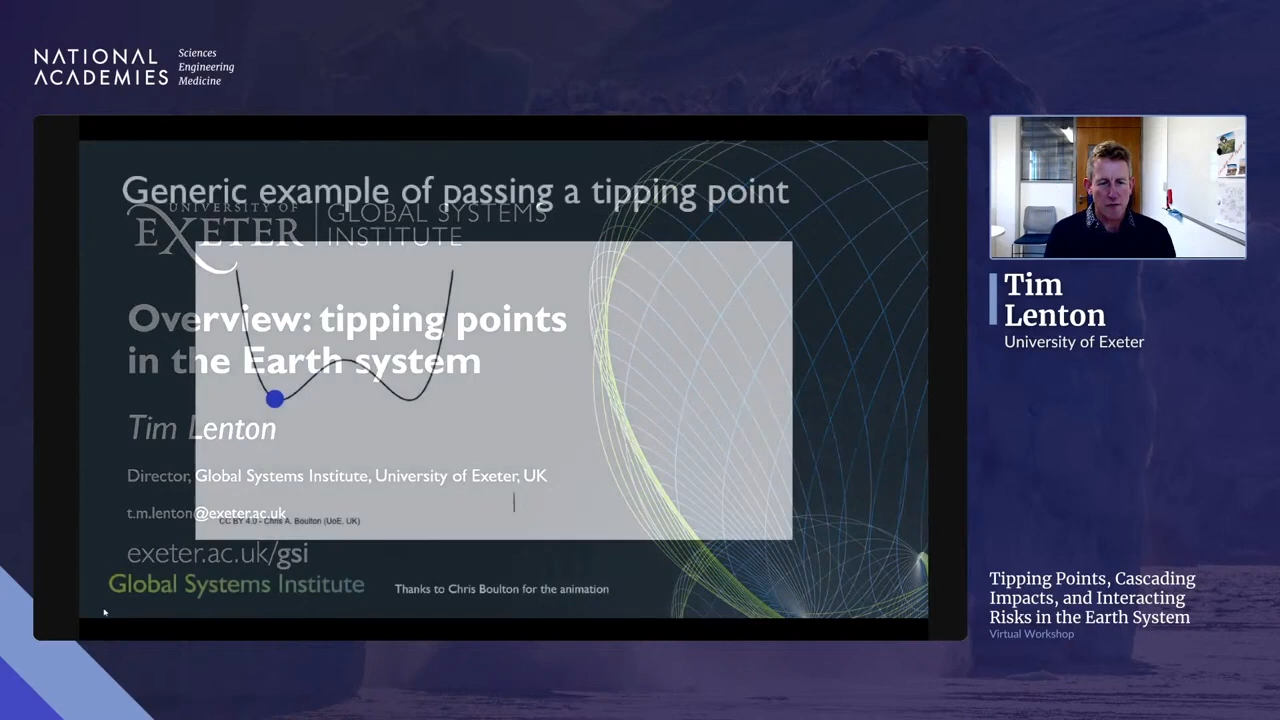 NATIONAL
ACADEMIES
Sciences
Engineering
Medicine
Generic example of passing a tipping point
UNIVERSITY OF
EXETER
GLOBAL SYSTEMS
INSTITUTE
Overview: tipping points
in the Earth system
Tim Lenton
Director, Global Systems Institute, University of Exeter, UK
t.m.lenton@exeter.ac.uk
CC BY 4.0 - Chris A. Boulton (UoE, UK)
exeter.ac.uk/gsi
Global Systems Institute
Thanks to Chris Boulton for the animation
Tim
Lenton
University of Exeter
Tipping Points, Cascading
Impacts, and Interacting
Risks in the Earth System
Virtual Workshop